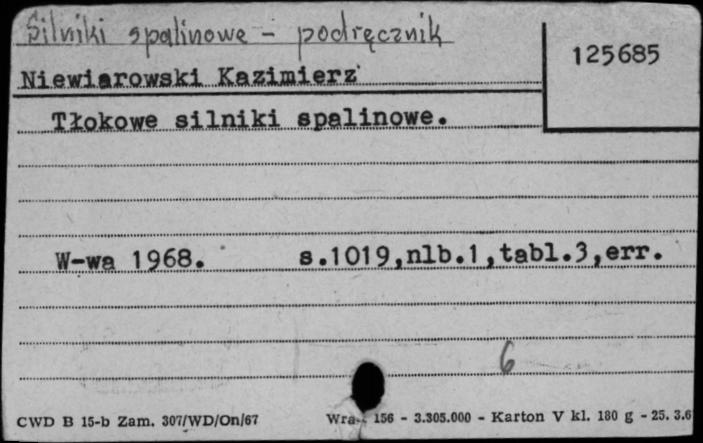 Silniki spalinowe - podręcznik
125685
Niewiarowski Kazimierz
Tłokowe silniki spalinowe.
W-wa 1968. s.1019,nlb.1,tabl.3,err.
6
CWD B 15-b Zam. 307/WD/On/67 156 - 3.305.000 - Karton V kl. 180 g - 25. 3.6